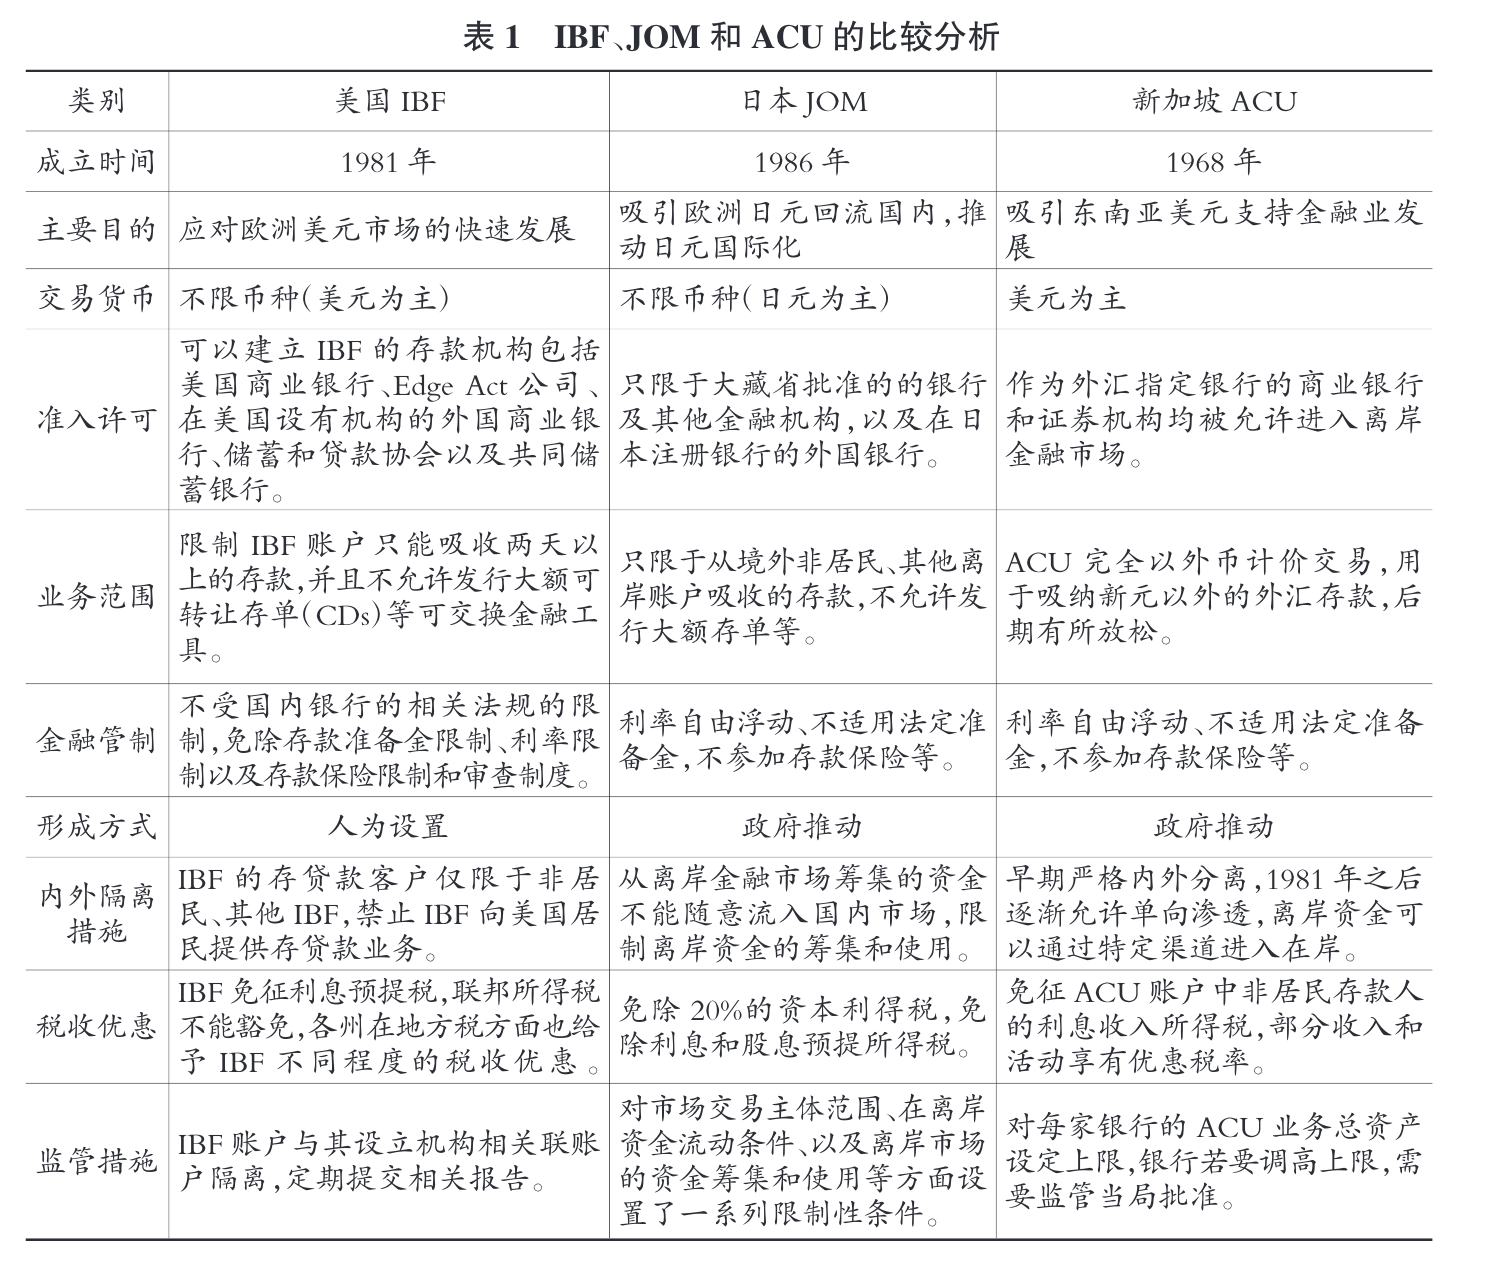 表1 IBF、JOM 和 ACU 的比较分析
类别
美国 IBF
日本 JOM
新加坡 ACU
成立时间
1981 年
1986 年
1968 年
主要目的
应对欧洲美元市场的快速发展
吸引欧洲日元回流国内,推
动日元国际化
吸引东南亚美元支持金融业发
展
交易货币
不限币种(美元为主)
不限币种(日元为主)
美元为主
准入许可
可以建立 IBF 的存款机构包括
美国商业银行、Edge Act 公司、
在美国设有机构的外国商业银
行、储蓄和贷款协会以及共同储
蓄银行。
只限于大藏省批准的的银行
及其他金融机构,以及在日
本注册银行的外国银行。
作为外汇指定银行的商业银行
和证券机构均被允许进入离岸
金融市场。
业务范围
限制 IBF 账户只能吸收两天以
上的存款,并且不允许发行大额可
转让存单(CDs)等可交换金融工
具。
只限于从境外非居民、其他离
岸账户吸收的存款,不允许发
行大额存单等。
ACU 完全以外币计价交易,用
于吸纳新元以外的外汇存款,后
期有所放松。
金融管制
不受国内银行的相关法规的限
制,免除存款准备金限制、利率限
制以及存款保险限制和审查制度。
利率自由浮动、不适用法定准
备金,不参加存款保险等。
利率自由浮动、不适用法定准备
金,不参加存款保险等。
形成方式
人为设置
政府推动
政府推动
内外隔离
措施
IBF 的存贷款客户仅限于非居
民、其他 IBF,禁止 IBF 向美国居
民提供存贷款业务。
从离岸金融市场筹集的资金
不能随意流入国内市场,限
制离岸资金的筹集和使用。
早期严格内外分离,1981 年之后
逐渐允许单向渗透,离岸资金可
以通过特定渠道进入在岸。
税收优惠
IBF 免征利息预提税,联邦所得税
不能豁免,各州在地方税方面也给
予 IBF 不同程度的税收优惠。
免除 20%的资本利得税,免
除利息和股息预提所得税。
免征 ACU 账户中非居民存款人
的利息收入所得税,部分收入和
活动享有优惠税率。
监管措施
IBF 账户与其设立机构相关联账
户隔离,定期提交相关报告。
对市场交易主体范围、在离岸
资金流动条件、以及离岸市场
的资金筹集和使用等方面设
置了一系列限制性条件。
对每家银行的 ACU 业务总资产
设定上限,银行若要调高上限,需
要监管当局批准。